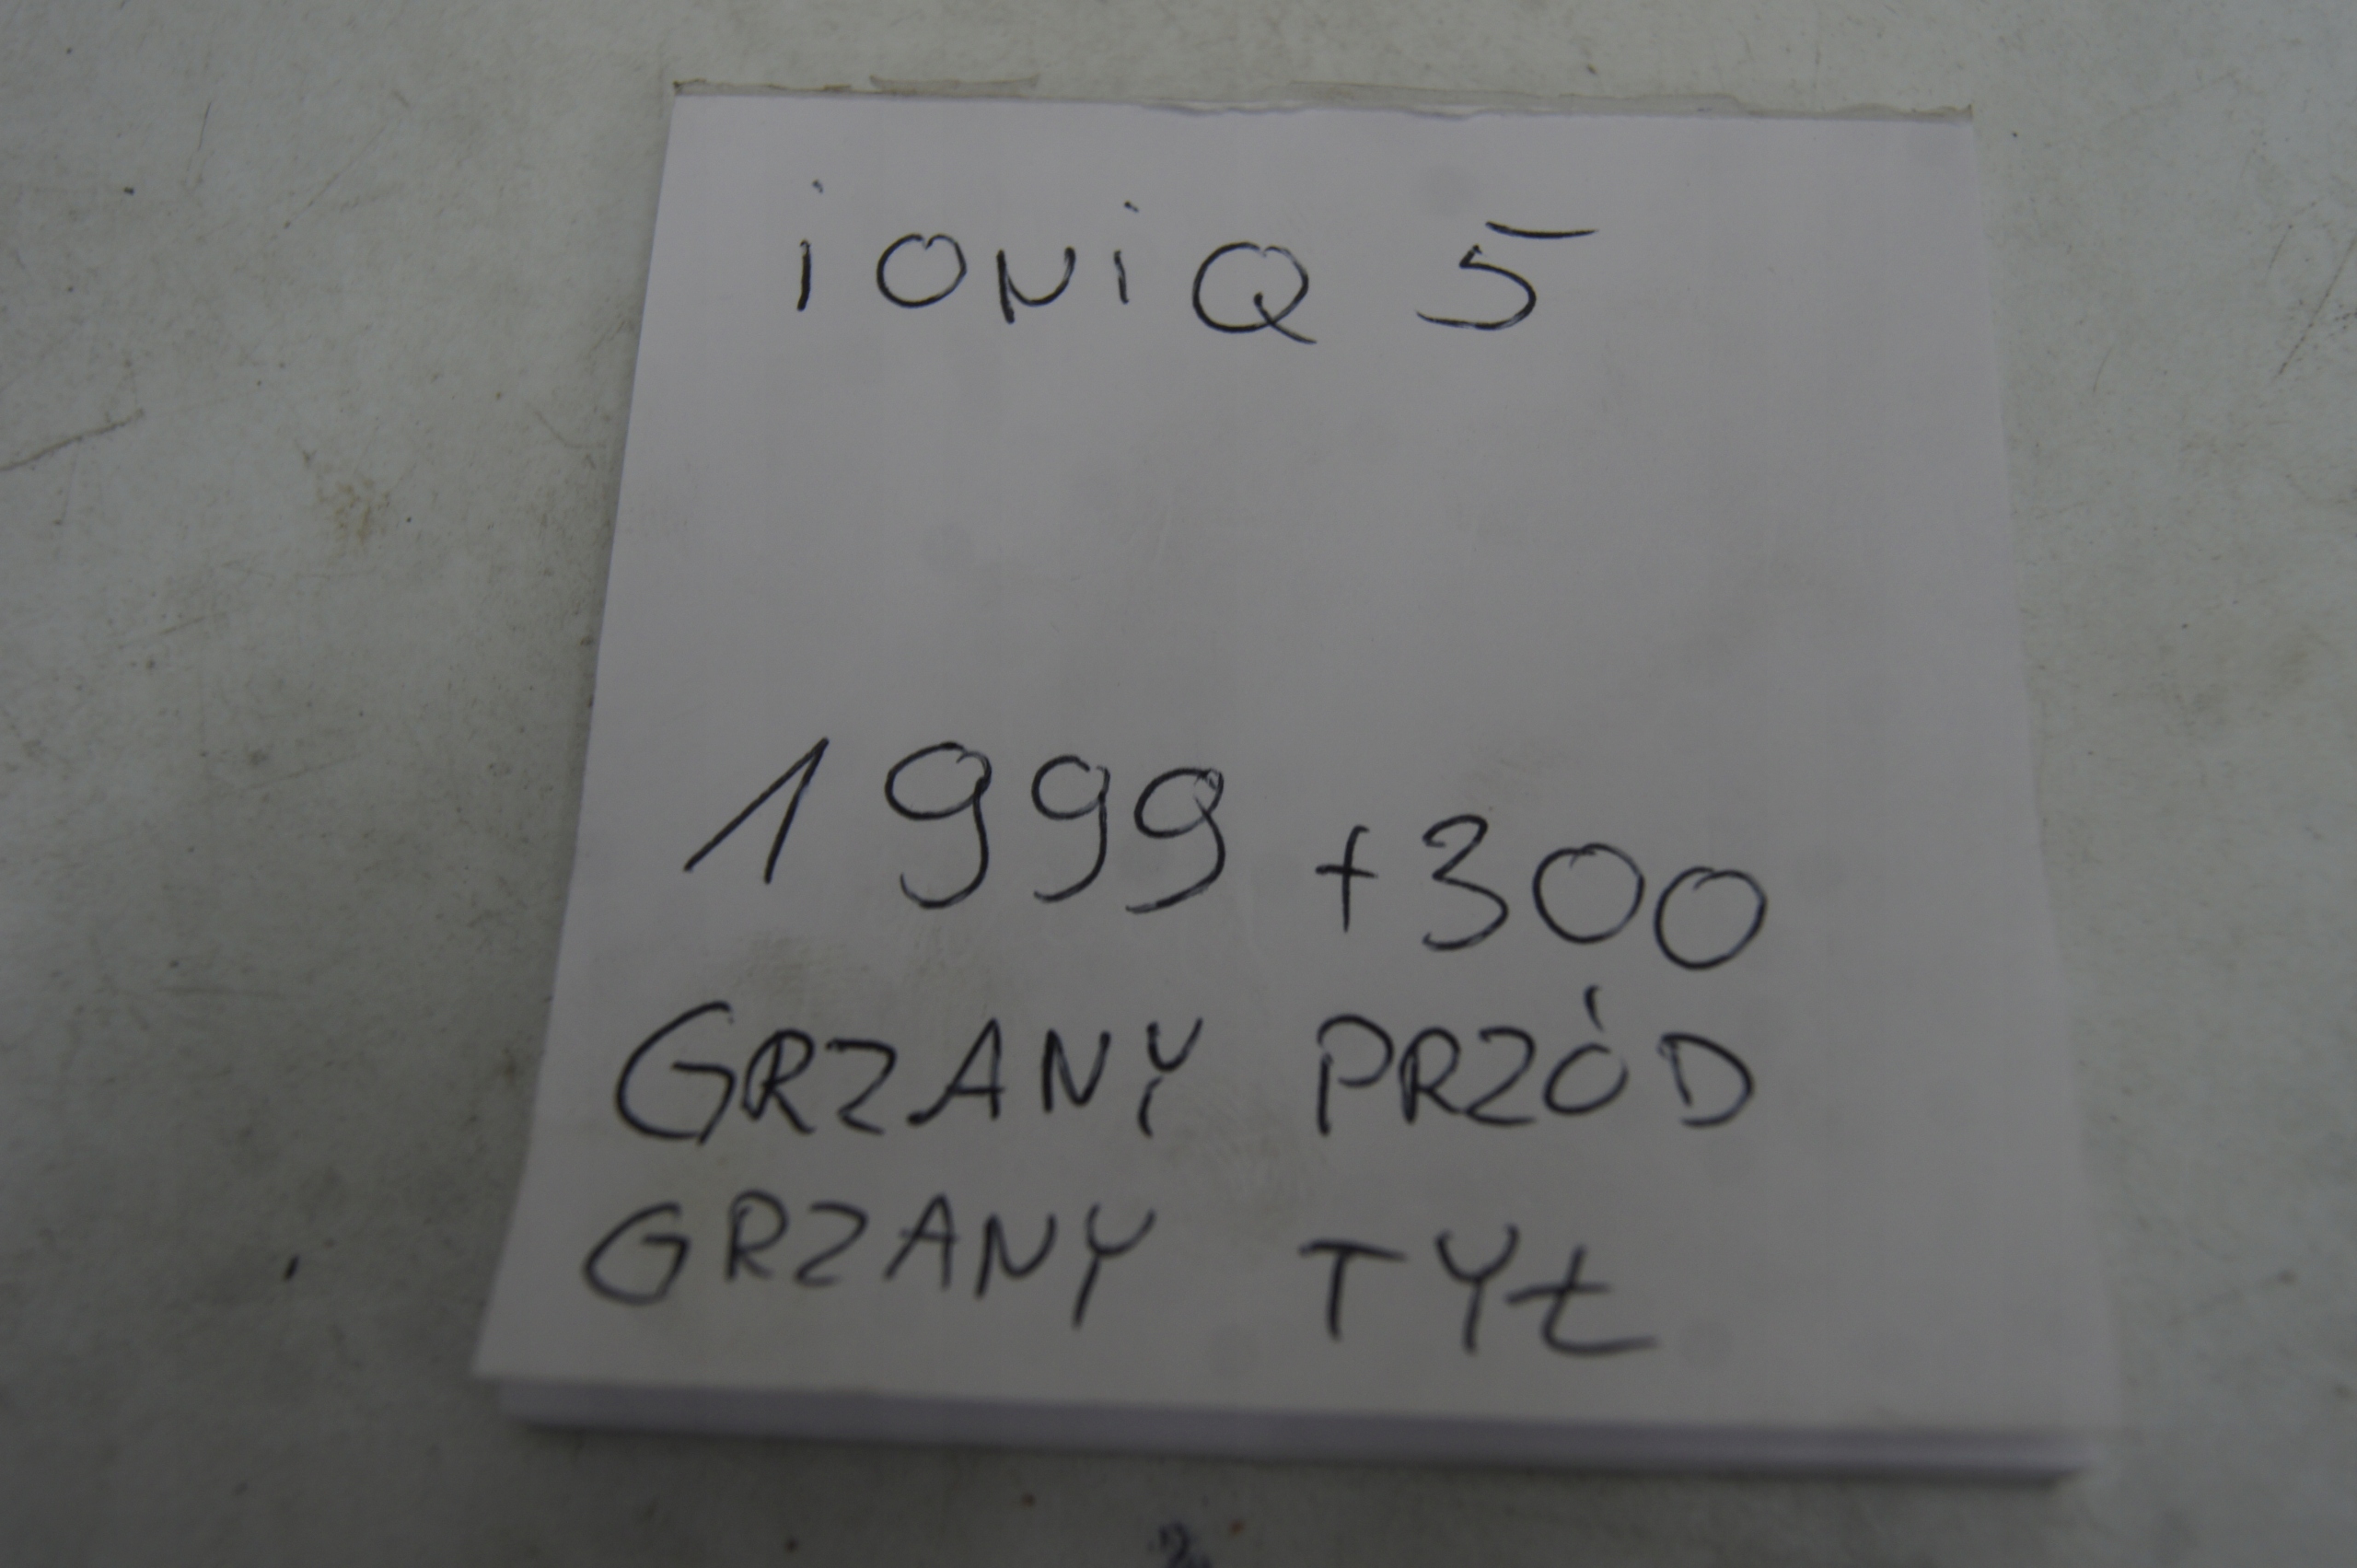 iONiQ 5
1999 +300
GRZANY PRZÓD
GRZANY TYŁ